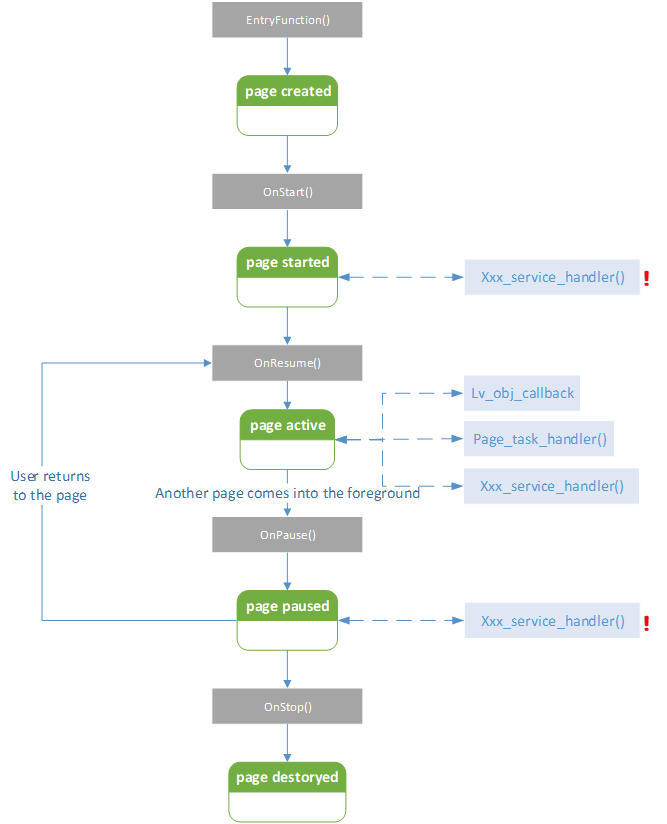 EntryFunction()
page created
OnStart()
page started
Xxx_service_handler()
!
OnResume()
Lv_obj_callback
page active
Page_task_handler()
User returns
to the page
Xxx_service_handler()
Another page comes into the foreground
OnPause()
page paused
Xxx_service_handler()
!
OnStop()
page destoryed